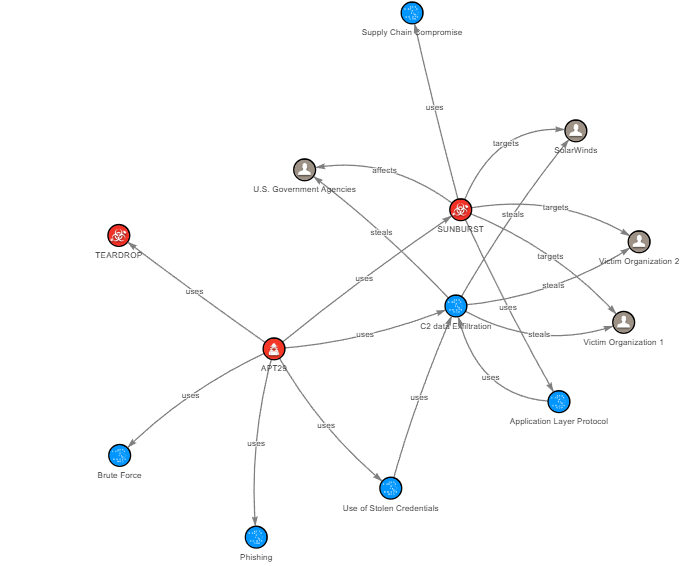 Supply Chain Compromise
uses
targets
SolarWinds
affects
U.S. Government Agencies
SUNBURST
steals
targets
steals
TEARDROP
targets
Victim Organization 2
uses
uses
steals
uses
C2 data Exfiltration
uses
steals
Victim Organization 1
APT29
uses
uses
uses
Application Layer Protocol
uses
uses
Brute Force
Use of Stolen Credentials
Phishing